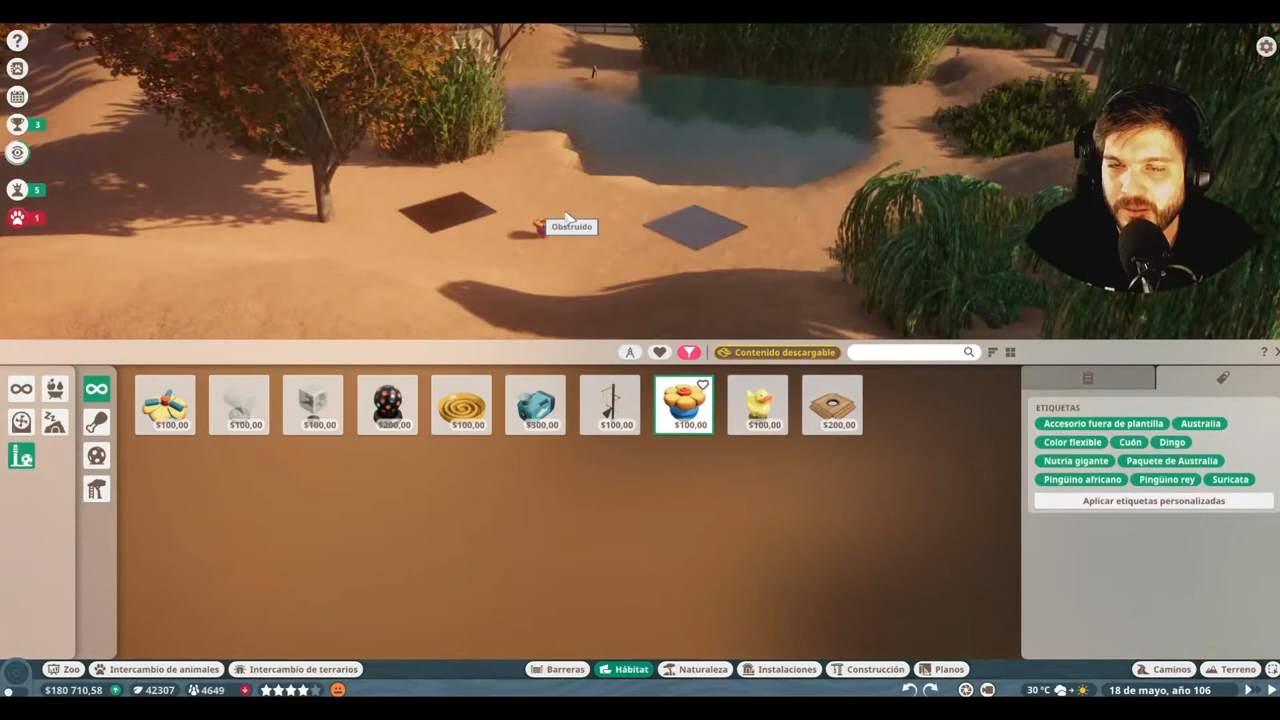 ?
3
5
1
Obstruido
Contenido descargable
?
$100,00
$100,00
$100,00
$200,00
$100,00
$300,00
$100,00
$100,00
$100,00
$200,00
ETIQUETAS
Accesorio fuera de plantilla Australia
Color flexible Cuón Dingo
Nutria gigante Paquete de Australia
Pingüino africano Pingüino rey Suricata
Aplicar etiquetas personalizadas
Zoo Intercambio de animales Intercambio de terrarios Barreras Hábitat Naturaleza Instalaciones Construcción Planos Caminos Terreno
$180 710,58 42307 4649 30 °C 18 de mayo, año 106